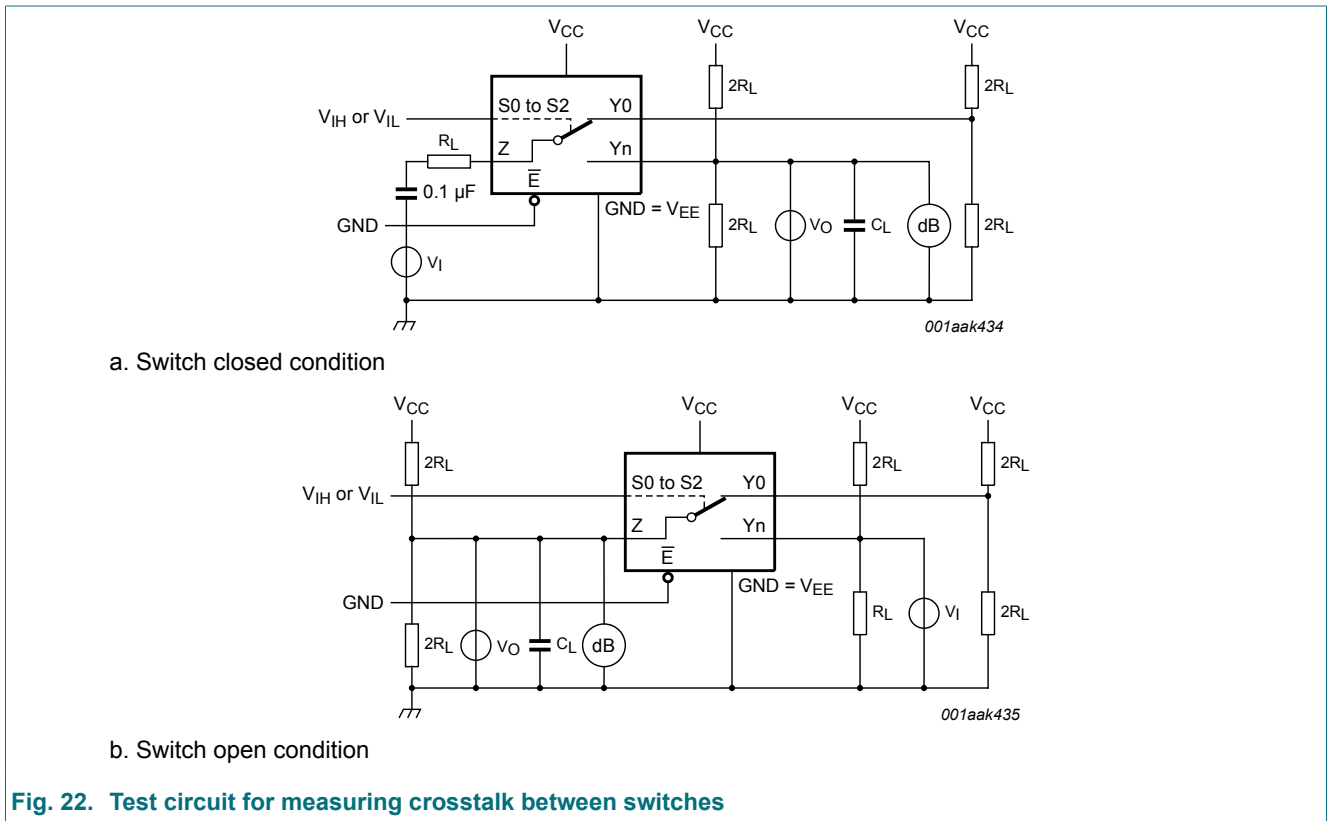 VCC VCC VCC
2RL 2RL
S0 to S2 Y0
VIH or VIL
RL Z Yn
E̅
0.1 µF
GND = VEE
GND 2RL VO CL dB 2RL
VI
001aak434
a. Switch closed condition
VCC VCC VCC VCC
2RL 2RL 2RL
S0 to S2 Y0
VIH or VIL
Z Yn
E̅
GND = VEE
GND RL VI 2RL
2RL VO CL dB
001aak435
b. Switch open condition
Fig. 22. Test circuit for measuring crosstalk between switches